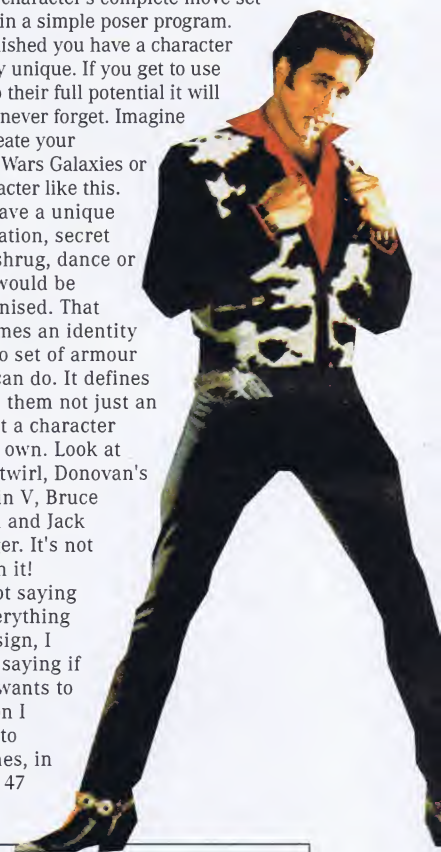 character's complete move set
in a simple poser program.
ished you have a character
y unique. If you get to use
o their full potential it will
never forget. Imagine
eate your
Wars Galaxies or
acter like this.
ave a unique
ation, secret
shrug, dance or
would be
nised. That
mes an identity
o set of armour
can do. It defines
them not just an
t a character
own. Look at
twirl, Donovan's
in V, Bruce
and Jack
er. It's not
n it!
ot saying
erything
sign, I
saying if
wants to
n I
to
nes, in
47